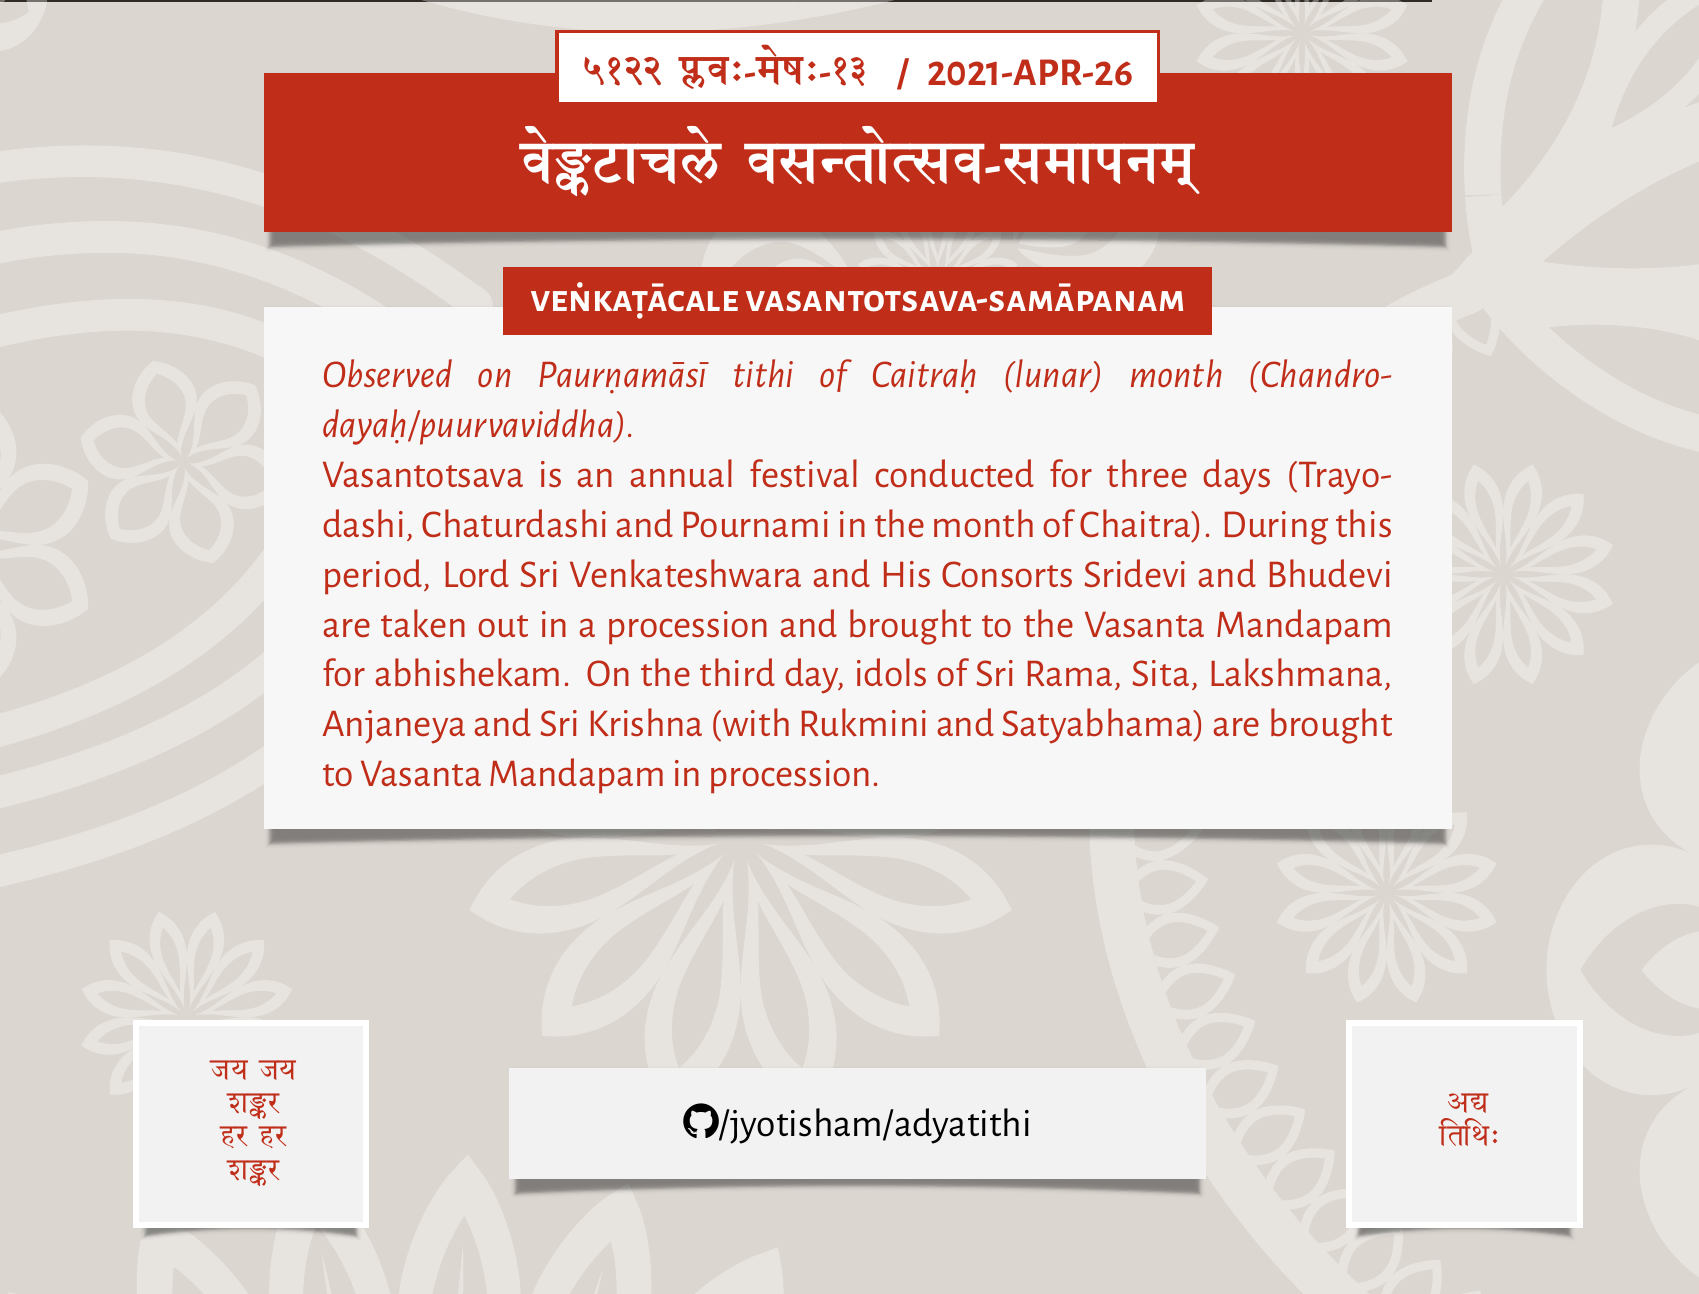 ५१२२ प्लवः-मेषः-१३ / 2021-APR-26
वेङ्कटाचले वसन्तोत्सव-समापनम्
VEṄKAṬĀCALE VASANTOTSAVA-SAMĀPANAM
Observed on Paurṇamāsī tithi of Caitraḥ (lunar) month (Chandro-
dayaḥ/puurvaviddha).
Vasantotsava is an annual festival conducted for three days (Trayo-
dashi, Chaturdashi and Pournami in the month of Chaitra). During this
period, Lord Sri Venkateshwara and His Consorts Sridevi and Bhudevi
are taken out in a procession and brought to the Vasanta Mandapam
for abhishekam. On the third day, idols of Sri Rama, Sita, Lakshmana,
Anjaneya and Sri Krishna (with Rukmini and Satyabhama) are brought
to Vasanta Mandapam in procession.
जय जय
शङ्कर
हर हर
शङ्कर
/jyotisham/adyatithi
अद्य
तिथिः